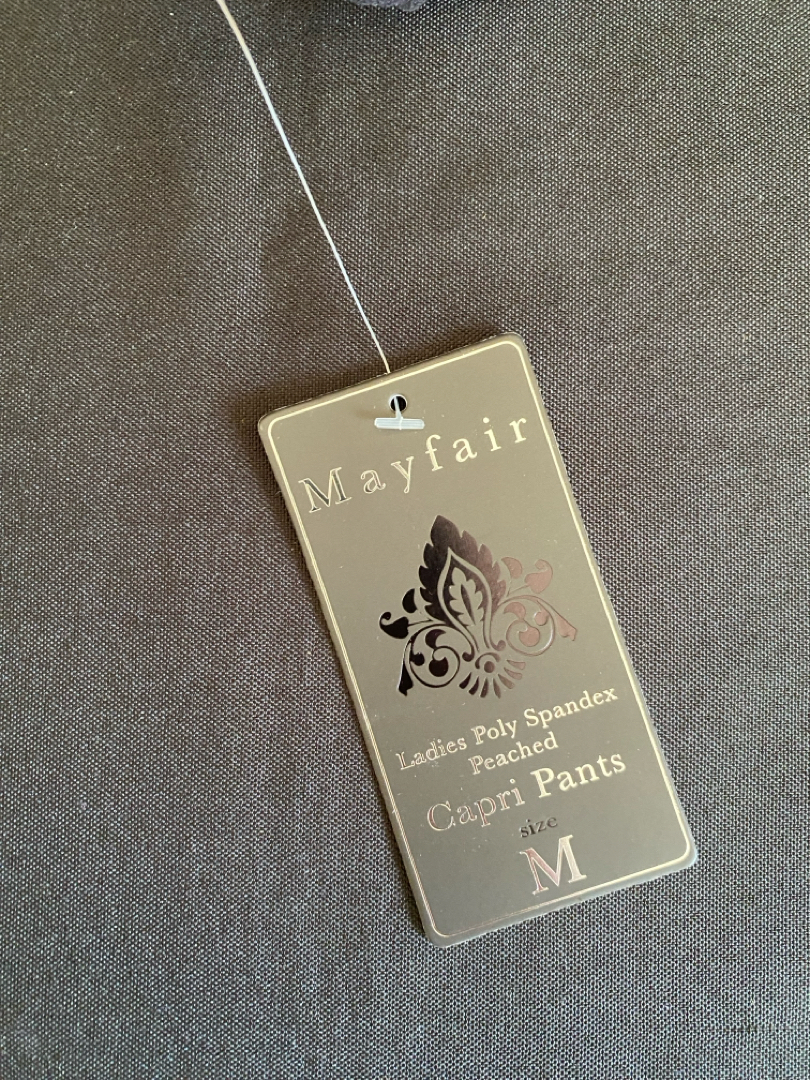 Mayfair
Ladies Poly Spandex
Peached
Capri Pants
size
M